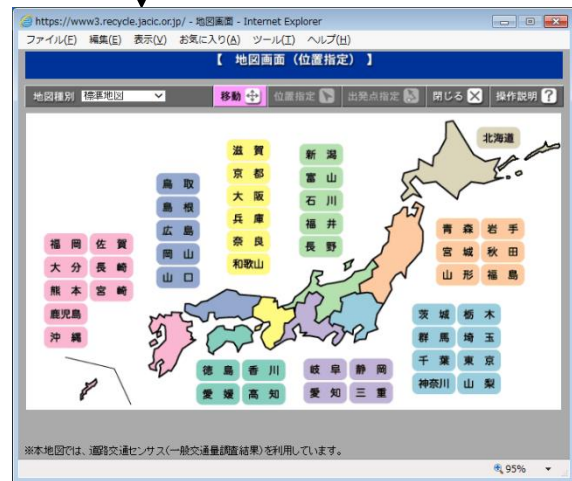 https://www3.recycle.jacic.or.jp/ - 地図画面 - Internet Explorer
ファイル(F) 編集(E) 表示(V) お気に入り(A) ツール(T) ヘルプ(H)
【 地図画面（位置指定） 】
地図種別 標準地図 移動 位置指定 出発点指定 閉じる 操作説明 ?
北海道
滋 賀
京 都
大 阪
兵 庫
奈 良
和歌山
新 潟
富 山
石 川
福 井
長 野
鳥 取
島 根
広 島
岡 山
山 口
青 森 岩 手
宮 城 秋 田
山 形 福 島
福 岡 佐 賀
大 分 長 崎
熊 本 宮 崎
鹿児島
沖 縄
茨 城 栃 木
群 馬 埼 玉
千 葉 東 京
神奈川 山 梨
徳 島 香 川
愛 媛 高 知
岐 阜 静 岡
愛 知 三 重
※本地図では、道路交通センサス(一般交通量調査結果)を利用しています。
95%